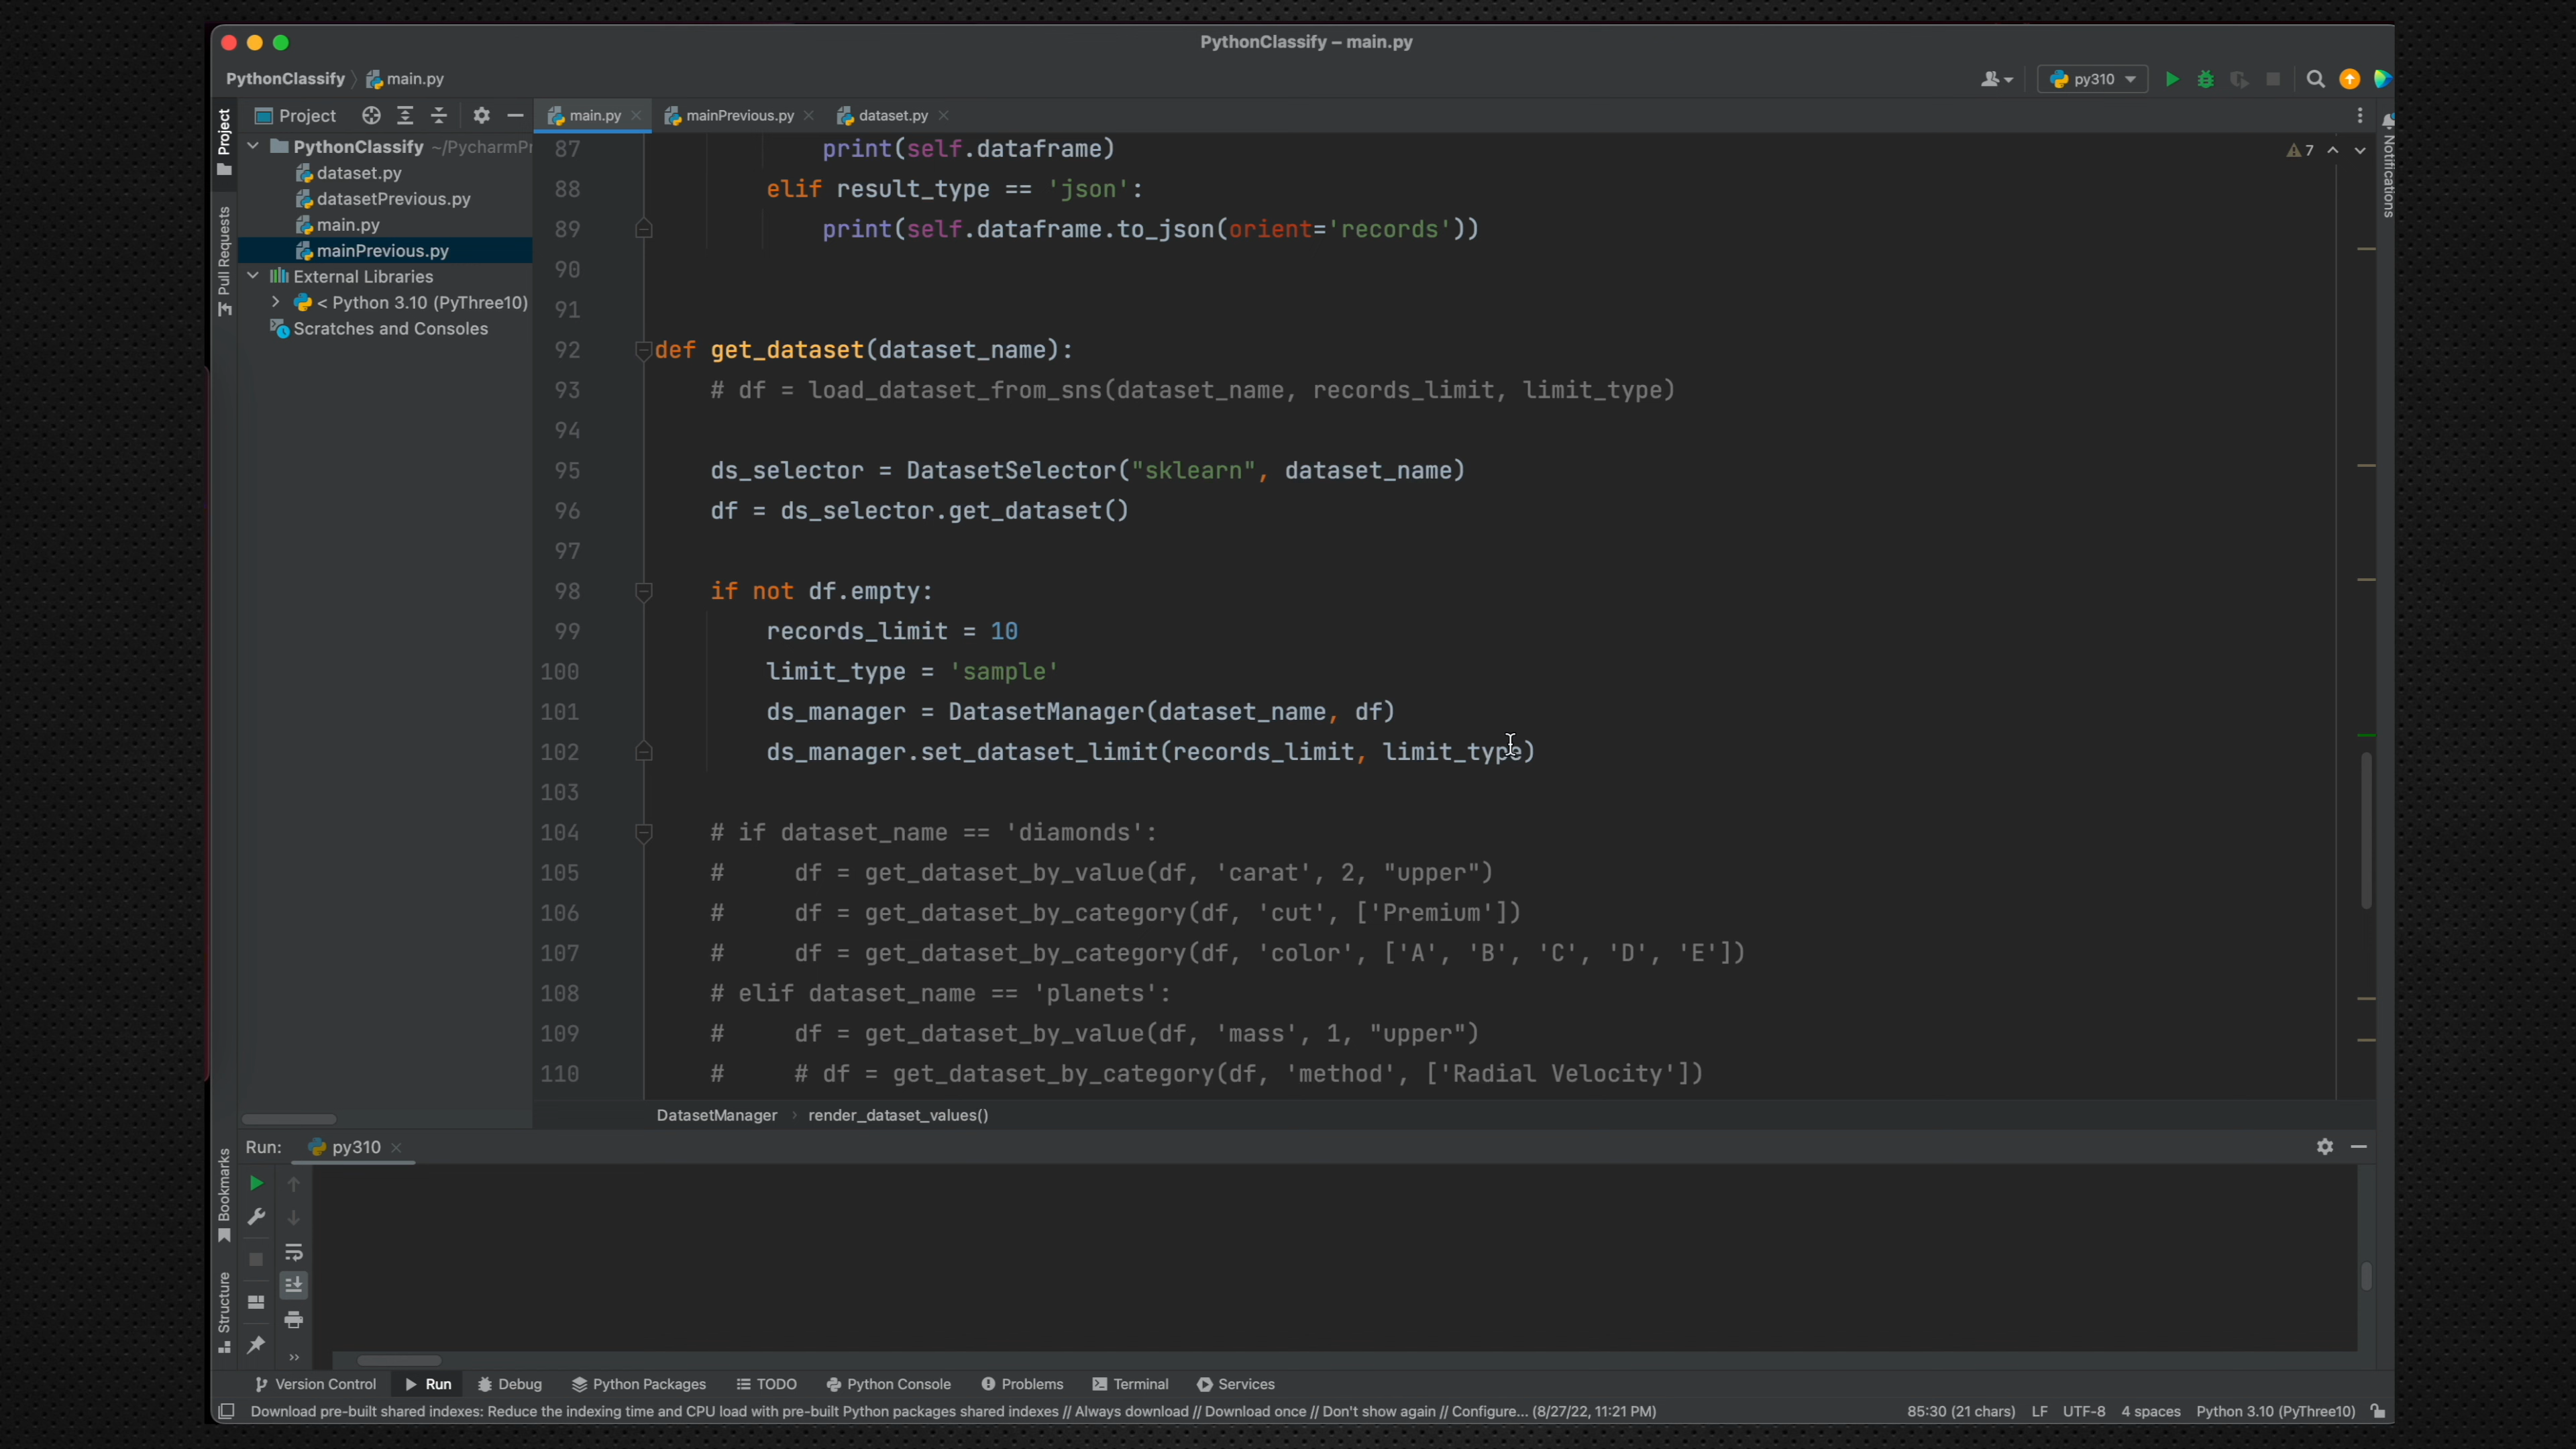 PythonClassify – main.py
PythonClassify
main.py
py310
Project
Project
main.py
mainPrevious.py
dataset.py
Notifications
Pull Requests
PythonClassify ~/PycharmPr
dataset.py
datasetPrevious.py
main.py
mainPrevious.py
External Libraries
< Python 3.10 (PyThree10)
Scratches and Consoles
7
87 print(self.dataframe)
88 elif result_type == 'json':
89 print(self.dataframe.to_json(orient='records'))
90
91
92 def get_dataset(dataset_name):
93 # df = load_dataset_from_sns(dataset_name, records_limit, limit_type)
94
95 ds_selector = DatasetSelector("sklearn", dataset_name)
96 df = ds_selector.get_dataset()
97
98 if not df.empty:
99 records_limit = 10
100 limit_type = 'sample'
101 ds_manager = DatasetManager(dataset_name, df)
102 ds_manager.set_dataset_limit(records_limit, limit_type)
103
104 # if dataset_name == 'diamonds':
105 #     df = get_dataset_by_value(df, 'carat', 2, "upper")
106 #     df = get_dataset_by_category(df, 'cut', ['Premium'])
107 #     df = get_dataset_by_category(df, 'color', ['A', 'B', 'C', 'D', 'E'])
108 # elif dataset_name == 'planets':
109 #     df = get_dataset_by_value(df, 'mass', 1, "upper")
110 #     # df = get_dataset_by_category(df, 'method', ['Radial Velocity'])
DatasetManager
render_dataset_values()
Run:
py310
Bookmarks
Structure
Version Control
Run
Debug
Python Packages
TODO
Python Console
Problems
Terminal
Services
Download pre-built shared indexes: Reduce the indexing time and CPU load with pre-built Python packages shared indexes // Always download // Download once // Don't show again // Configure... (8/27/22, 11:21 PM)
85:30 (21 chars)
LF
UTF-8
4 spaces
Python 3.10 (PyThree10)